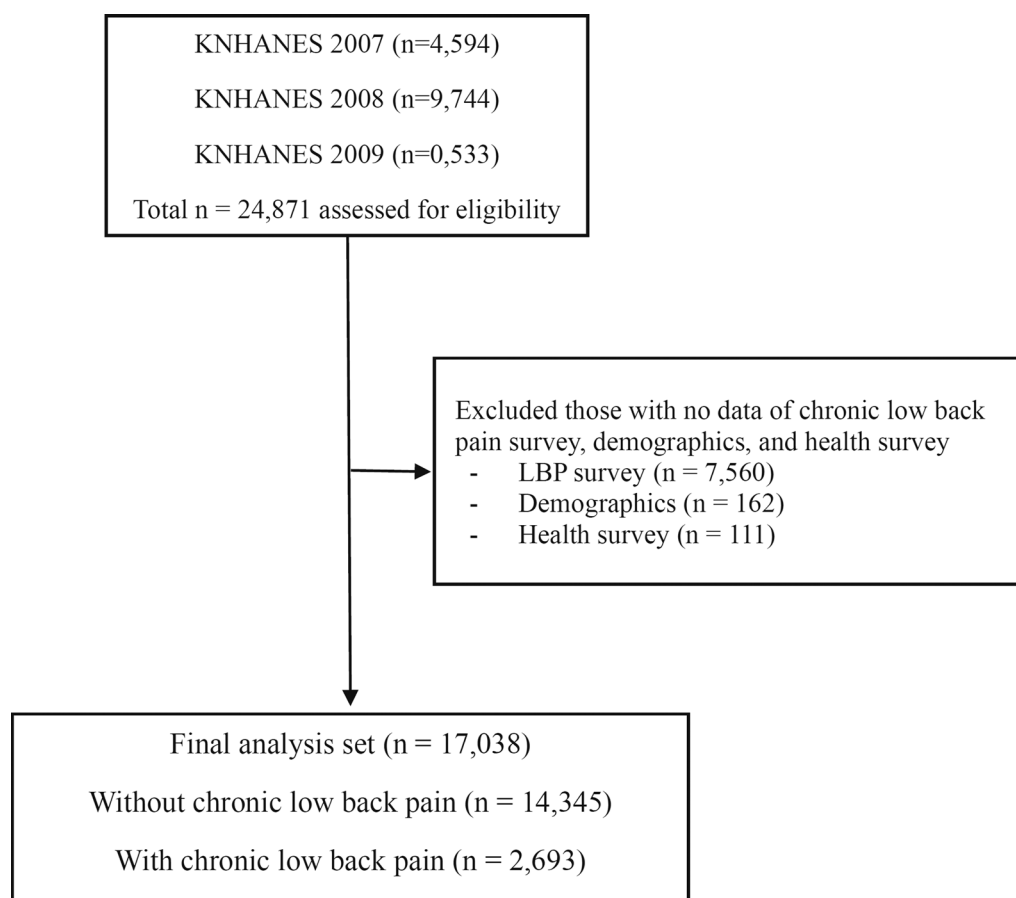 KNHANES 2007 (n=4,594)
KNHANES 2008 (n=9,744)
KNHANES 2009 (n=0,533)
Total n = 24,871 assessed for eligibility
Excluded those with no data of chronic low back
pain survey, demographics, and health survey
- LBP survey (n = 7,560)
- Demographics (n = 162)
- Health survey (n = 111)
Final analysis set (n = 17,038)
Without chronic low back pain (n = 14,345)
With chronic low back pain (n = 2,693)